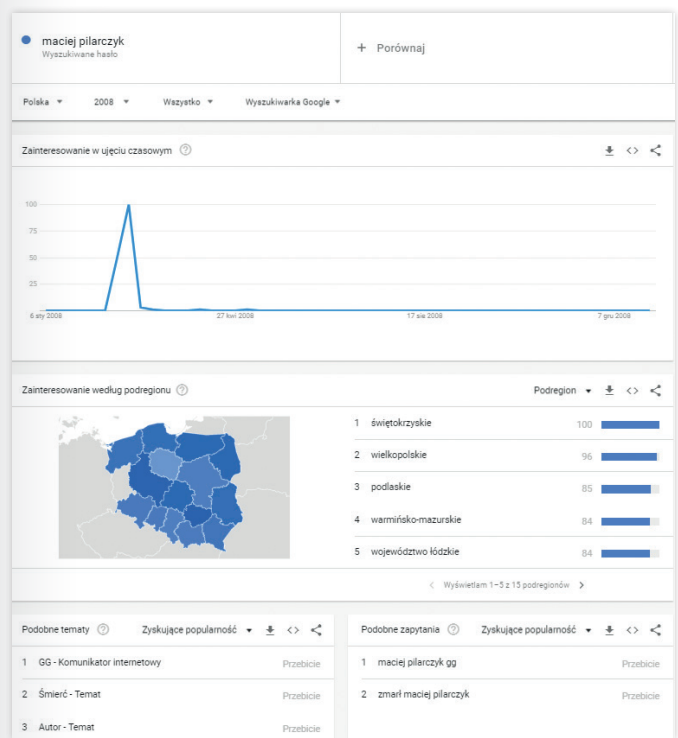 maciej pilarczyk
Wyszukiwane hasło
+ Porównaj
Polska 2008 Wszystko Wyszukiwarka Google
Zainteresowanie w ujęciu czasowym
100
75
50
25
6 sty 2008 27 kwi 2008 17 sie 2008 7 gru 2008
Zainteresowanie według podregionu
Podregion
1 świętokrzyskie 100
2 wielkopolskie 96
3 podlaskie 85
4 warmińsko-mazurskie 84
5 województwo łódzkie 84
Wyświetlam 1–5 z 15 podregionów
Podobne tematy Zyskujące popularność
1 GG - Komunikator internetowy Przebicie
2 Śmierć - Temat Przebicie
3 Autor - Temat Przebicie
Podobne zapytania Zyskujące popularność
1 maciej pilarczyk gg Przebicie
2 zmarł maciej pilarczyk Przebicie